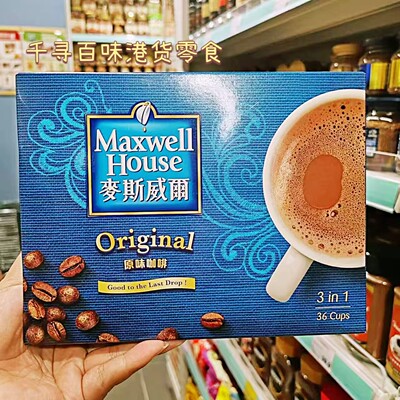 千寻百味港货零食
Maxwell
House
麥斯威爾
Original
原味咖啡
Good to the Last Drop!
3 in 1
36 Cups